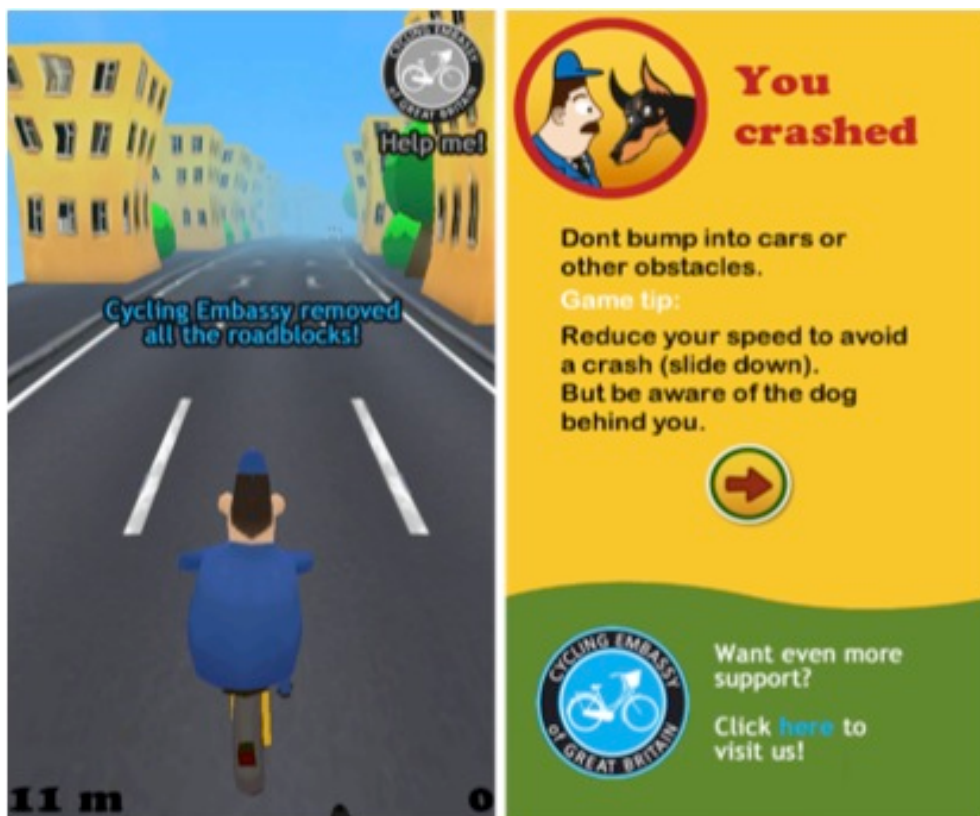 CYCLING EMBASSY
of GREAT BRITAIN
Help me!
Cycling Embassy removed
all the roadblocks!
11 m
0
You
crashed
Dont bump into cars or
other obstacles.
Game tip:
Reduce your speed to avoid
a crash (slide down).
But be aware of the dog
behind you.
CYCLING EMBASSY
of GREAT BRITAIN
Want even more
support?
Click here to
visit us!